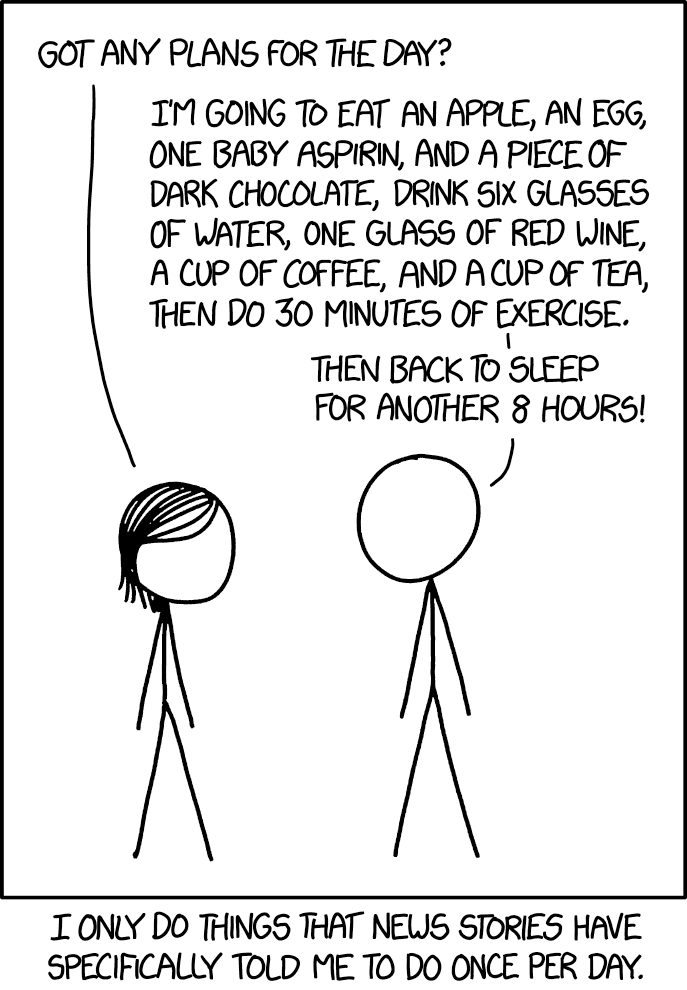 GOT ANY PLANS FOR THE DAY?
I'M GOING TO EAT AN APPLE, AN EGG,
ONE BABY ASPIRIN, AND A PIECE OF
DARK CHOCOLATE, DRINK SIX GLASSES
OF WATER, ONE GLASS OF RED WINE,
A CUP OF COFFEE, AND A CUP OF TEA,
THEN DO 30 MINUTES OF EXERCISE.
THEN BACK TO SLEEP
FOR ANOTHER 8 HOURS!
I ONLY DO THINGS THAT NEWS STORIES HAVE
SPECIFICALLY TOLD ME TO DO ONCE PER DAY.